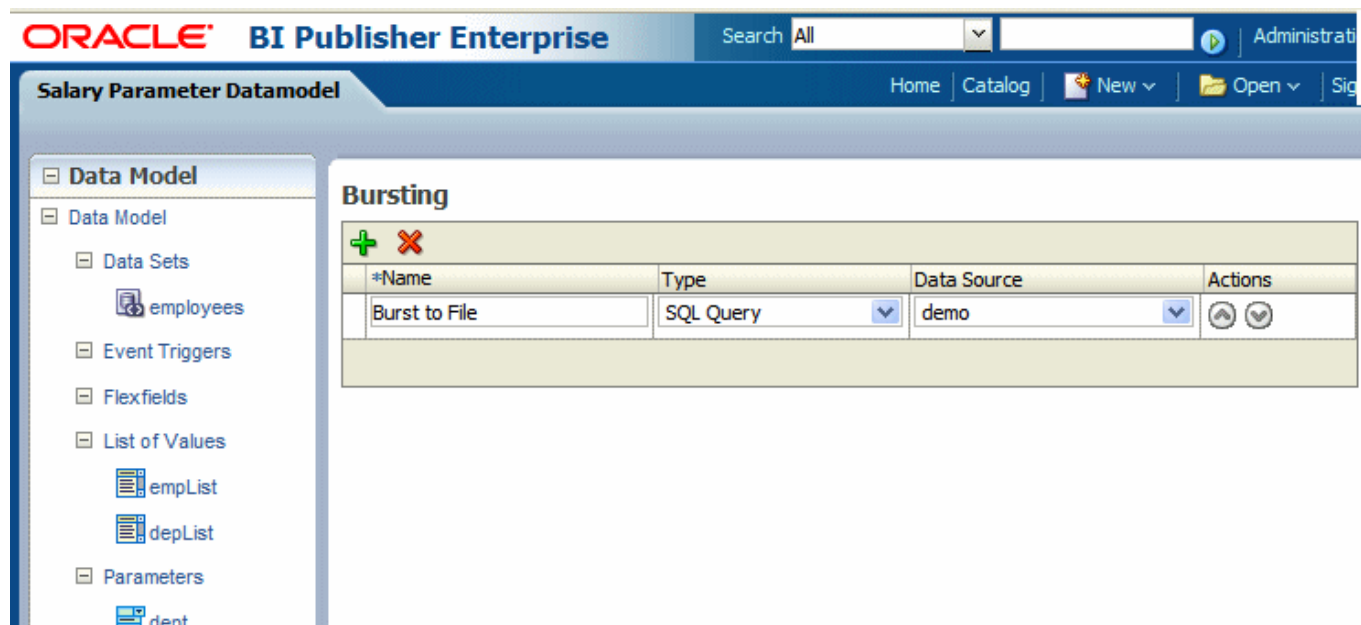 ORACLE BI Publisher Enterprise Search All Administrati
Salary Parameter Datamodel Home Catalog New Open Sig
Data Model
Data Model
Data Sets
employees
Event Triggers
Flexfields
List of Values
empList
depList
Parameters
dept
Bursting
*Name Type Data Source Actions
Burst to File SQL Query demo